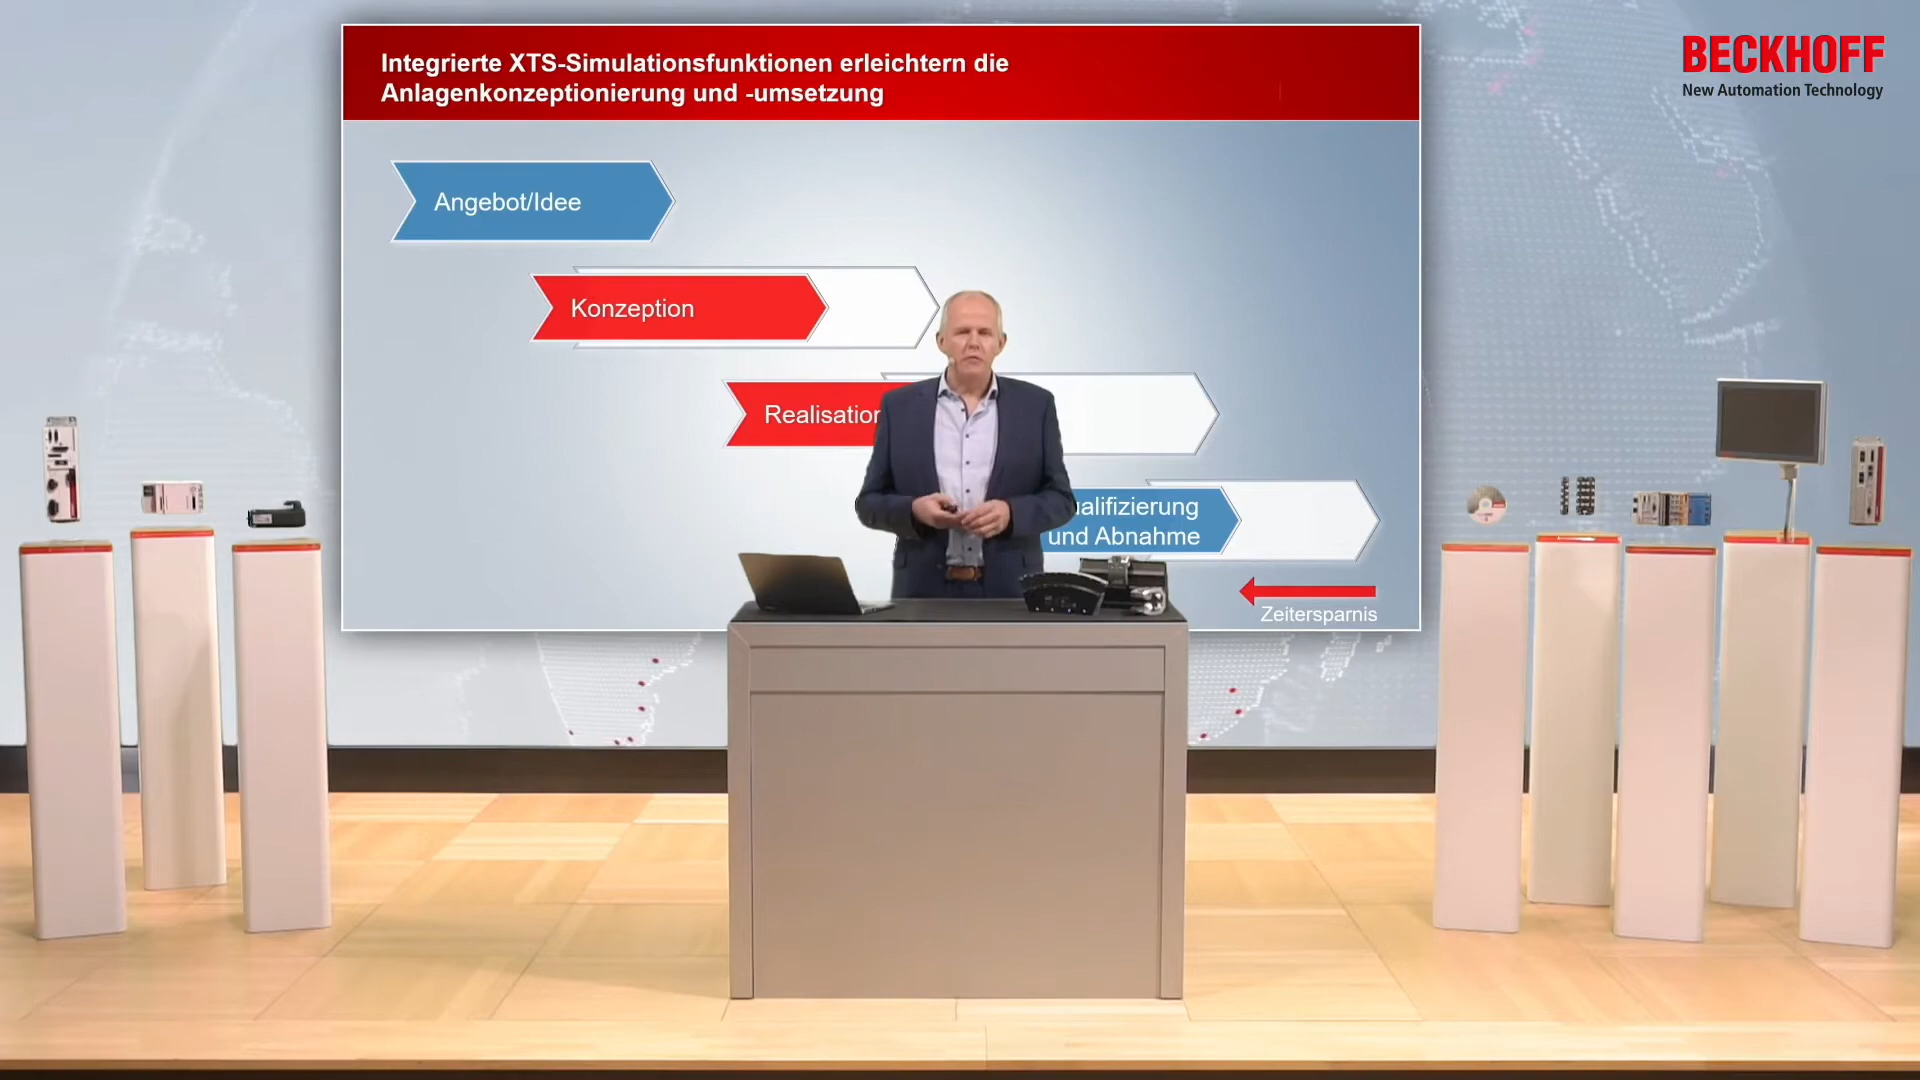 Integrierte XTS-Simulationsfunktionen erleichtern die
Anlagenkonzeptionierung und -umsetzung
BECKHOFF
New Automation Technology
Angebot/Idee
Konzeption
Realisation
ualifizierung
und Abnahme
Zeitersparnis